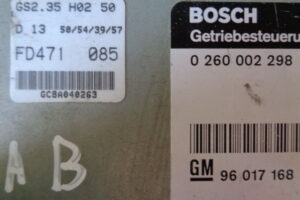 GS2.35 H02 50
D 13 50/54/39/57
FD471 085
GCBA040263
A B
BOSCH
Getriebesteueru
0 260 002 298
GM 96 017 168